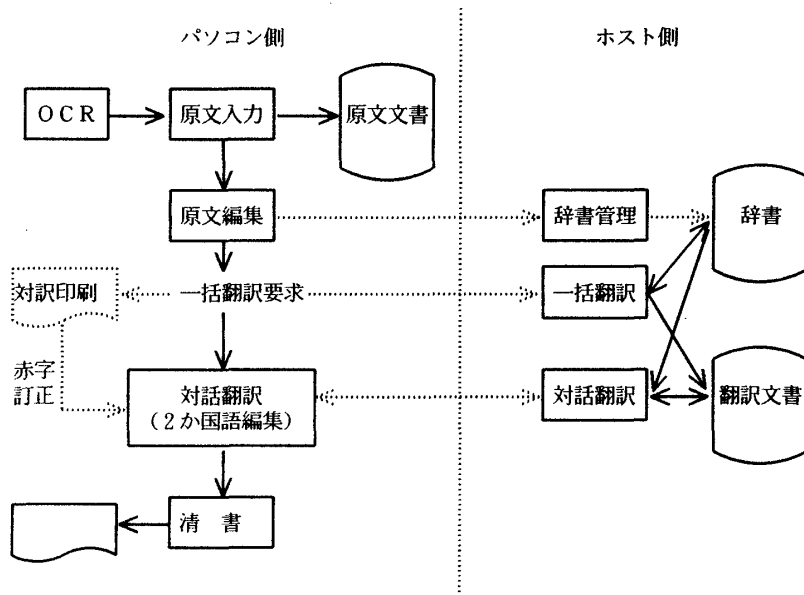 パソコン側
ホスト側
ＯＣＲ
原文入力
原文文書
原文編集
辞書管理
辞書
対訳印刷
一括翻訳要求
一括翻訳
赤字
訂正
対話翻訳
（２か国語編集）
対話翻訳
翻訳文書
清　書